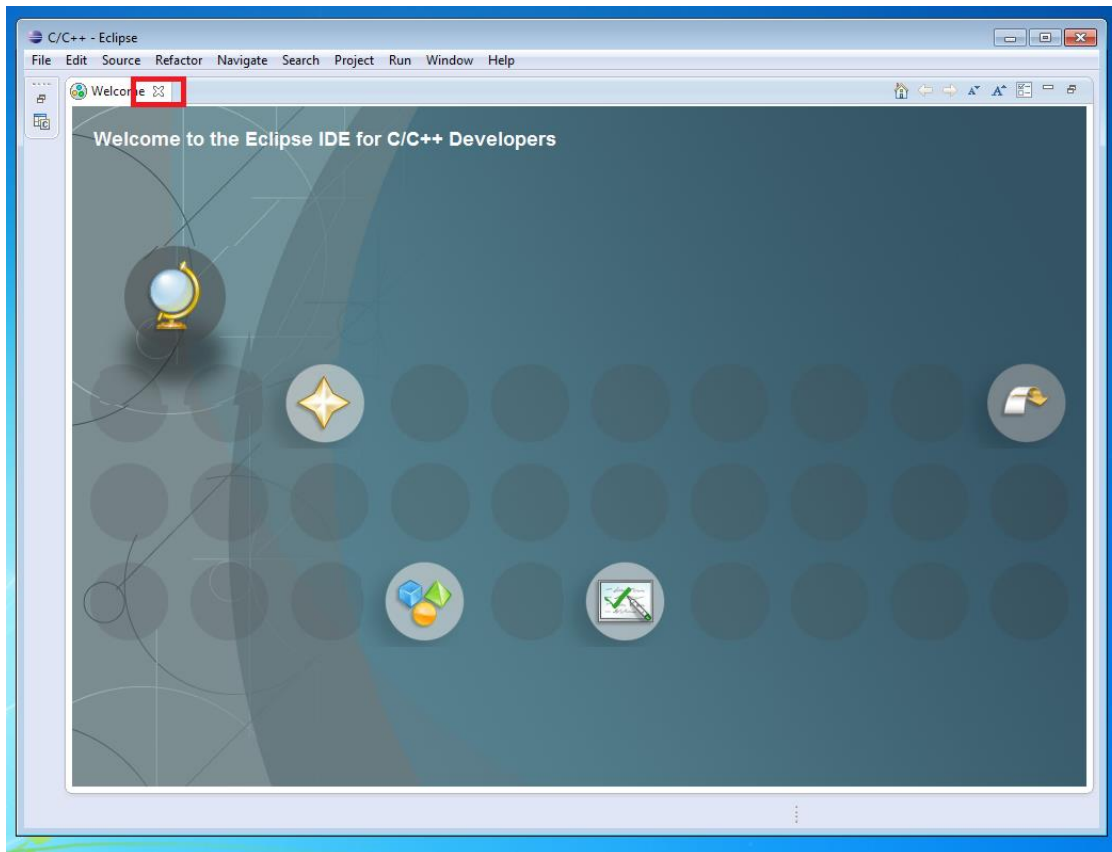 C/C++ - Eclipse
File Edit Source Refactor Navigate Search Project Run Window Help
Welcome
Welcome to the Eclipse IDE for C/C++ Developers